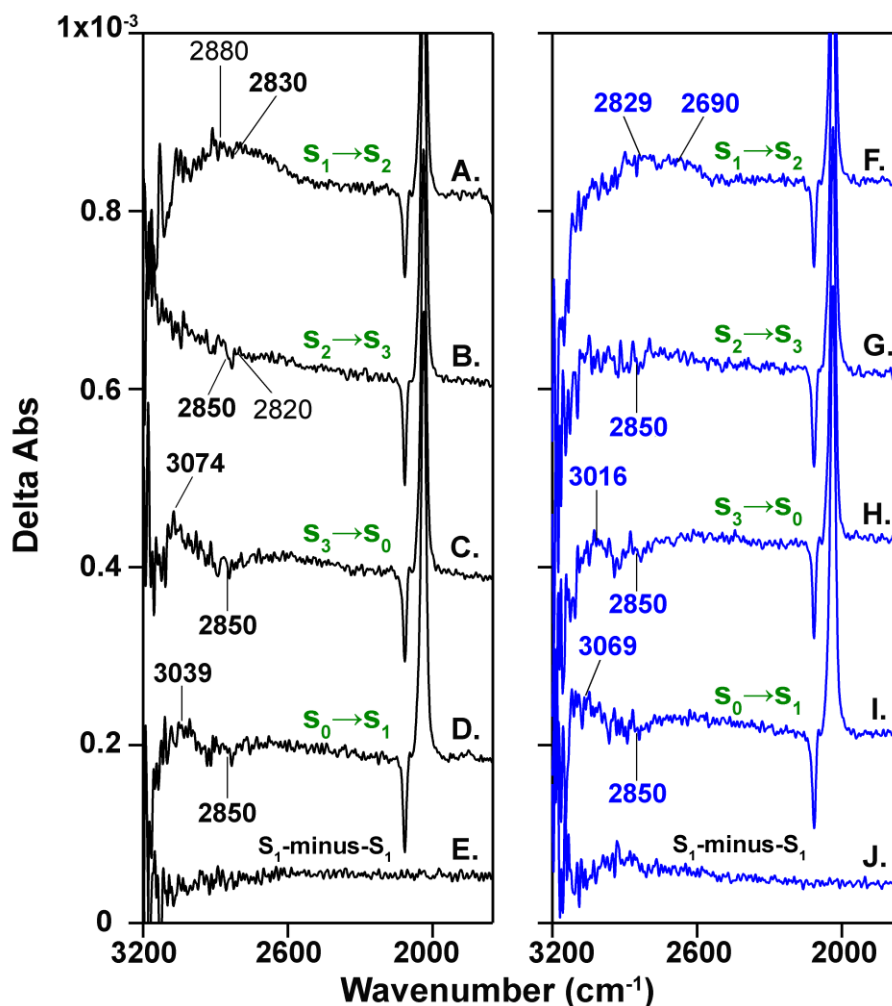 1x10⁻³
2880
2830
S₁→S₂
A.
0.8
S₂→S₃
B.
0.6
2850
2820
3074
S₃→S₀
C.
0.4
2850
3039
S₀→S₁
D.
0.2
2850
S₁-minus-S₁
E.
0
3200
2600
2000
2829
2690
S₁→S₂
F.
S₂→S₃
G.
2850
3016
S₃→S₀
H.
2850
3069
S₀→S₁
I.
2850
S₁-minus-S₁
J.
3200
2600
2000
Delta Abs
Wavenumber (cm⁻¹)